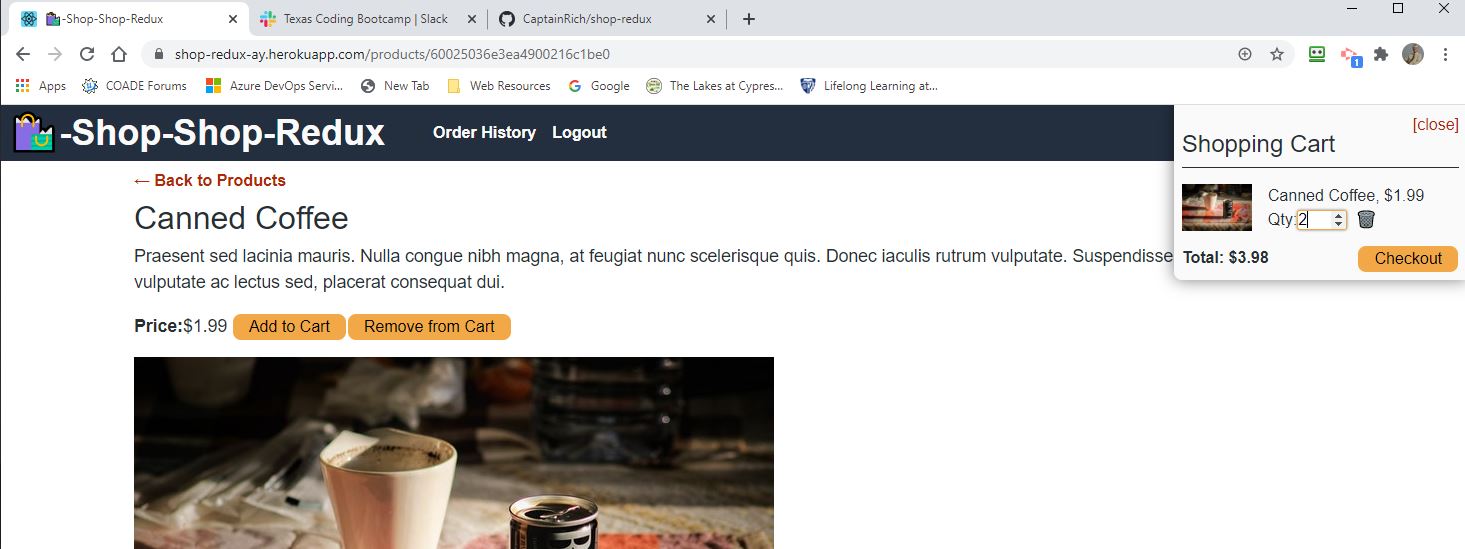 -Shop-Shop-Redux
Texas Coding Bootcamp | Slack
CaptainRich/shop-redux
shop-redux-ay.herokuapp.com/products/60025036e3ea4900216c1be0
1
Apps
COADE Forums
Azure DevOps Servi...
New Tab
Web Resources
Google
The Lakes at Cypres...
Lifelong Learning at...
-Shop-Shop-Redux
Order History
Logout
← Back to Products
Canned Coffee
Praesent sed lacinia mauris. Nulla congue nibh magna, at feugiat nunc scelerisque quis. Donec iaculis rutrum vulputate. Suspendisse
vulputate ac lectus sed, placerat consequat dui.
Price:$1.99 Add to Cart Remove from Cart
[close]
Shopping Cart
Canned Coffee, $1.99
Qty:2
Total: $3.98 Checkout